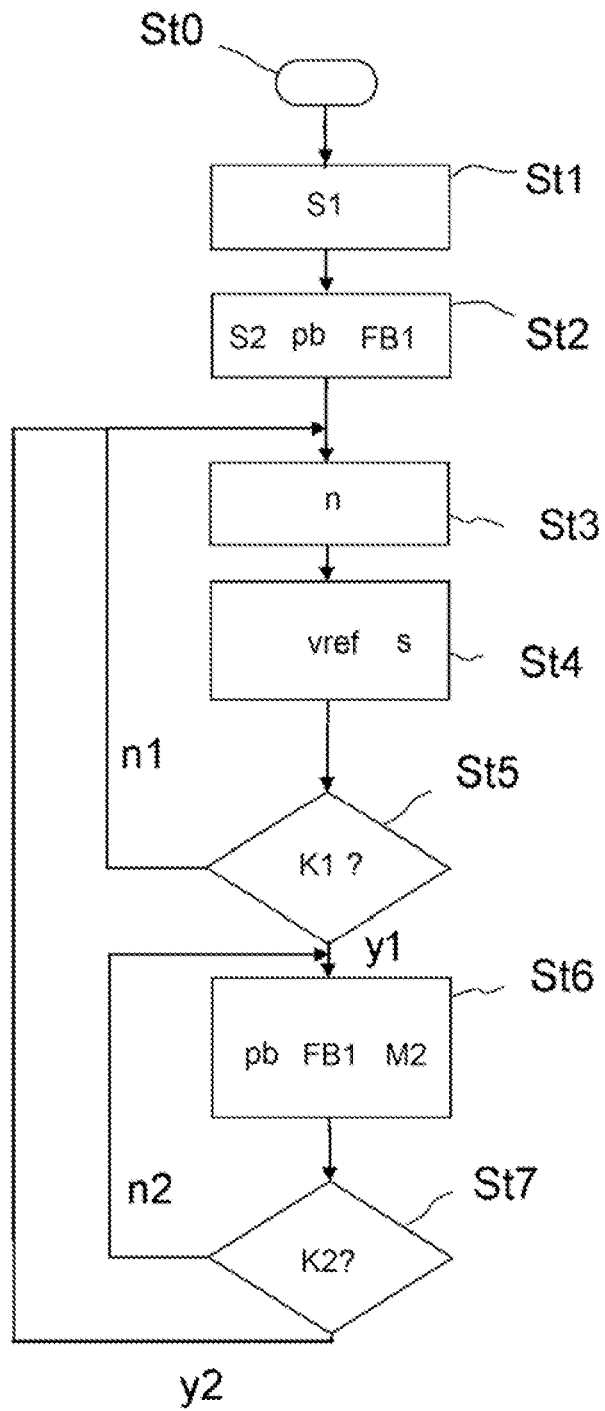 St0
S1
St1
S2 pb FB1
St2
n
St3
vref s
St4
n1
St5
K1 ?
y1
St6
pb FB1 M2
n2
St7
K2?
y2